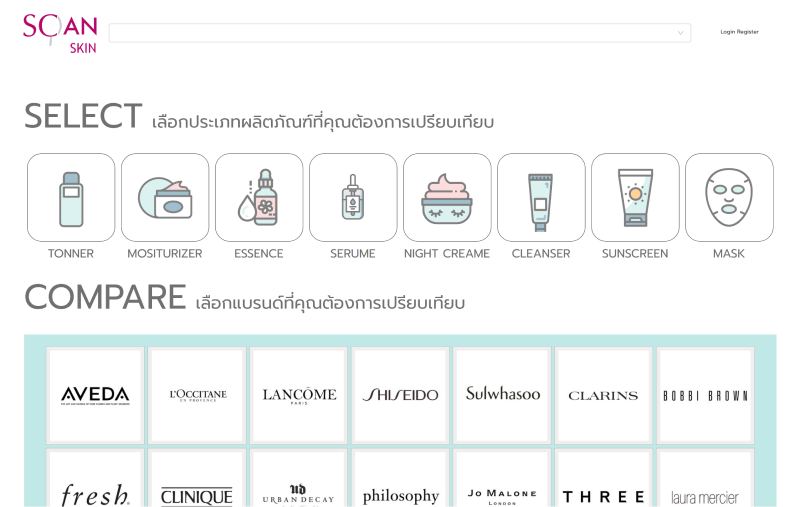 SCAN
SKIN
Login Register
SELECT เลือกประเภทผลิตภัณฑ์ที่คุณต้องการเปรียบเทียบ
TONNER MOSITURIZER ESSENCE SERUME NIGHT CREAME CLEANSER SUNSCREEN MASK
COMPARE เลือกแบรนด์ที่คุณต้องการเปรียบเทียบ
AVEDA L'OCCITANE LANCÔME SHISEIDO Sulwhasoo CLARINS BOBBI BROWN
EN PROVENCE PARIS
fresh CLINIQUE UD URBAN DECAY philosophy JO MALONE THREE laura mercier
LONDON